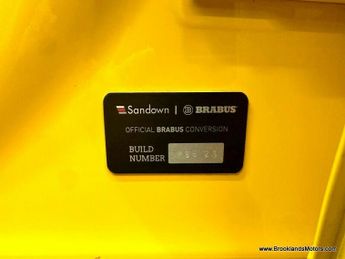 Sandown | BRABUS
OFFICIAL BRABUS CONVERSION
BUILD
NUMBER
www.BrooklandsMotors.com